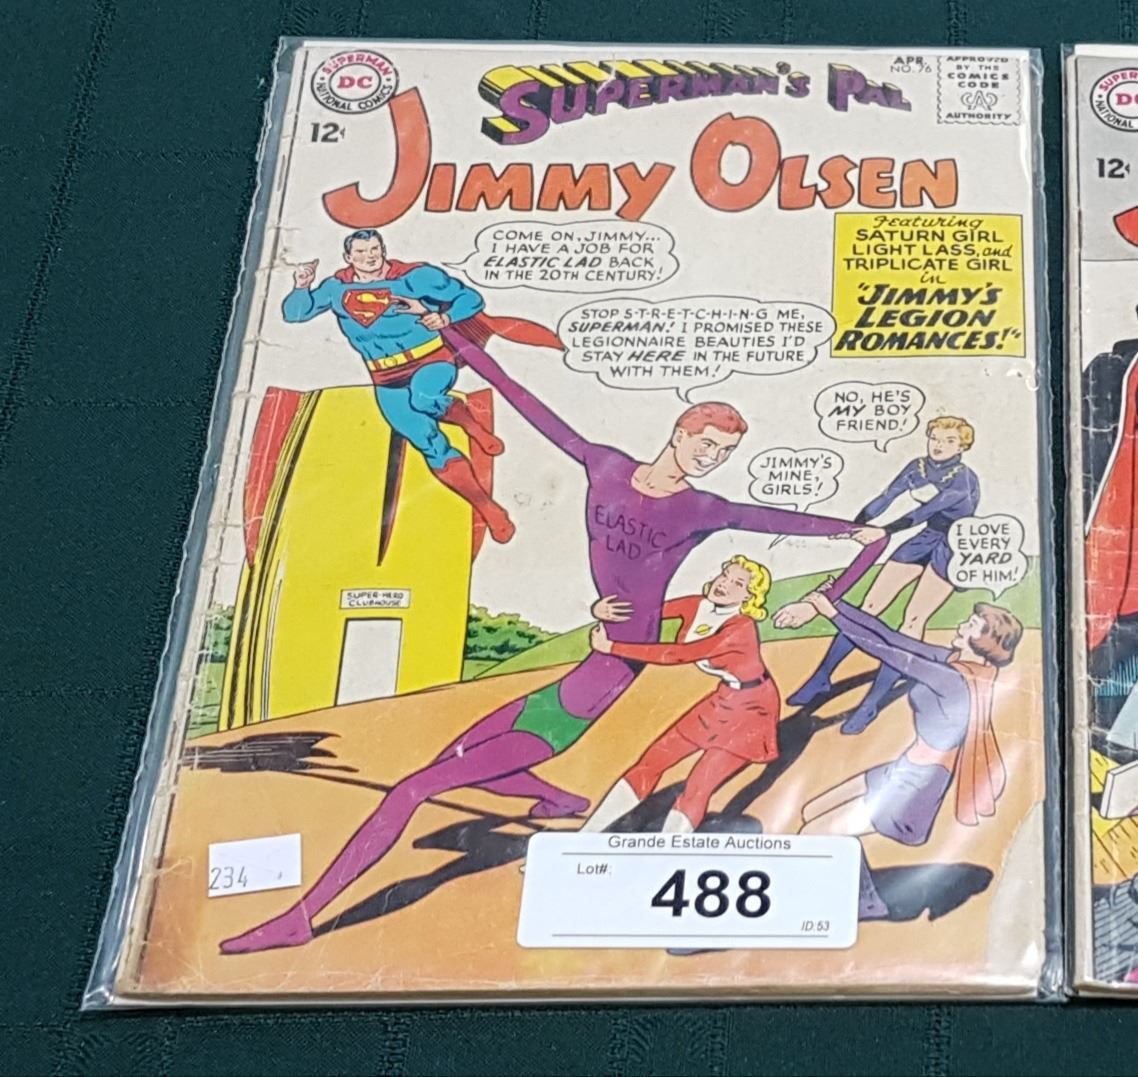 SUPERMAN
DC
NATIONAL COMICS
12¢
SUPERMAN'S PAL
JIMMY OLSEN
APR.
NO. 76
APPROVED
BY THE
COMICS
CODE
CA
AUTHORITY
COME ON, JIMMY...
I HAVE A JOB FOR
ELASTIC LAD BACK
IN THE 20TH CENTURY!
Featuring
SATURN GIRL
LIGHT LASS, and
TRIPLICATE GIRL
in
"JIMMY'S
LEGION
ROMANCES!"
STOP S-T-R-E-T-C-H-I-N-G ME,
SUPERMAN! I PROMISED THESE
LEGIONNAIRE BEAUTIES I'D
STAY HERE IN THE FUTURE
WITH THEM!
NO, HE'S
MY BOY
FRIEND!
JIMMY'S
MINE,
GIRLS!
I LOVE
EVERY
YARD
OF HIM!
S
ELASTIC
LAD
SUPER-HERO
CLUBHOUSE
234
Grande Estate Auctions
Lot#:
488
ID:53
DC
12¢